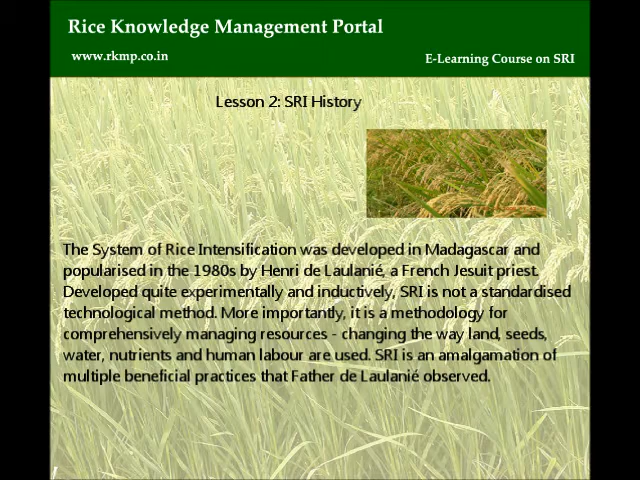 Rice Knowledge Management Portal
www.rkmp.co.in
E-Learning Course on SRI
Lesson 2: SRI History
The System of Rice Intensification was developed in Madagascar and
popularised in the 1980s by Henri de Laulanié, a French Jesuit priest.
Developed quite experimentally and inductively, SRI is not a standardised
technological method. More importantly, it is a methodology for
comprehensively managing resources - changing the way land, seeds,
water, nutrients and human labour are used. SRI is an amalgamation of
multiple beneficial practices that Father de Laulanié observed.